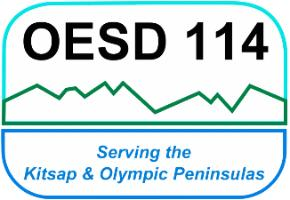 OESD 114
Serving the
Kitsap & Olympic Peninsulas